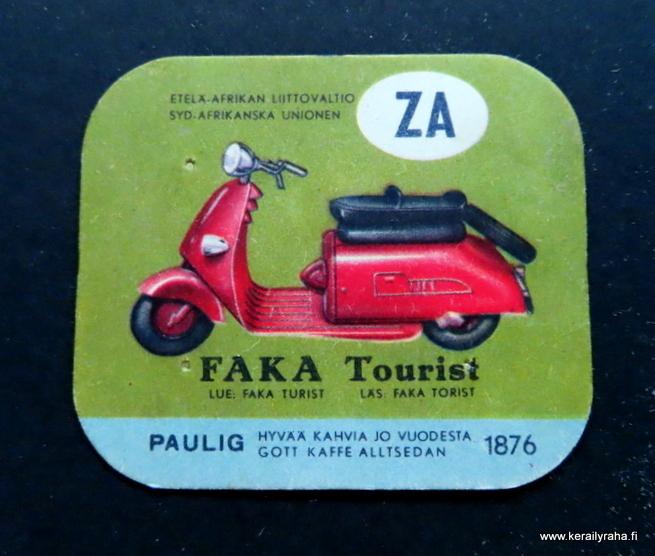 ETELÄ-AFRIKAN LIITTOVALTIO
SYD-AFRIKANSKA UNIONEN
ZA
FAKA Tourist
LUE: FAKA TURIST LÄS: FAKA TORIST
PAULIG HYVÄÄ KAHVIA JO VUODESTA 1876
GOTT KAFFE ALLTSEDAN
www.kerailyraha.fi